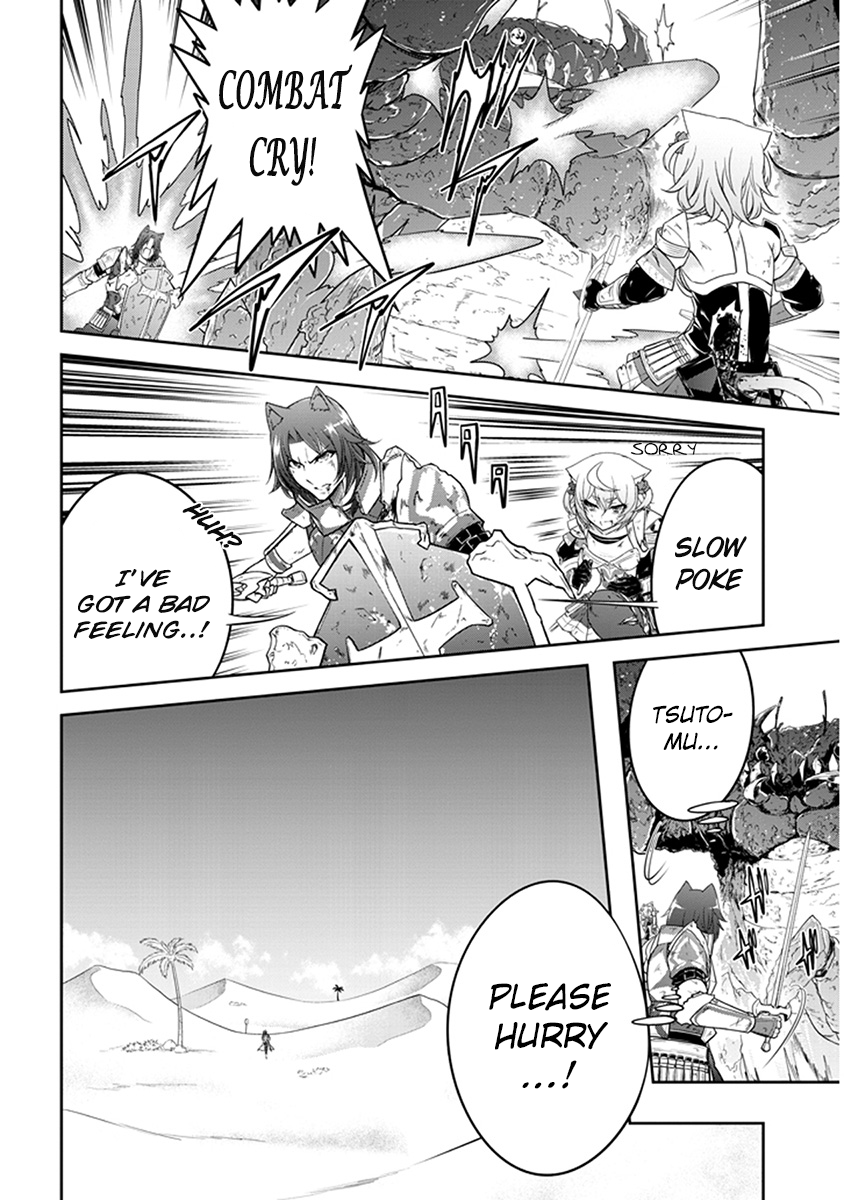 COMBAT
CRY!
SORRY
SLOW
POKE
HUH?
I'VE
GOT A BAD
FEELING..!
TSUTO-
MU...
PLEASE
HURRY
...!